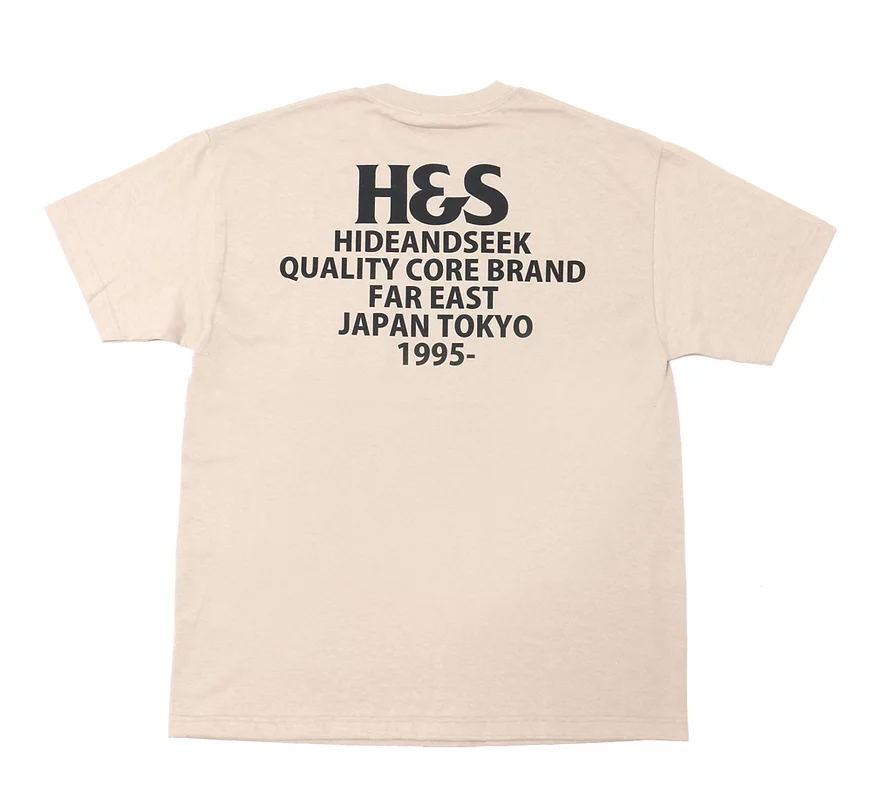 H&S
HIDEANDSEEK
QUALITY CORE BRAND
FAR EAST
JAPAN TOKYO
1995-